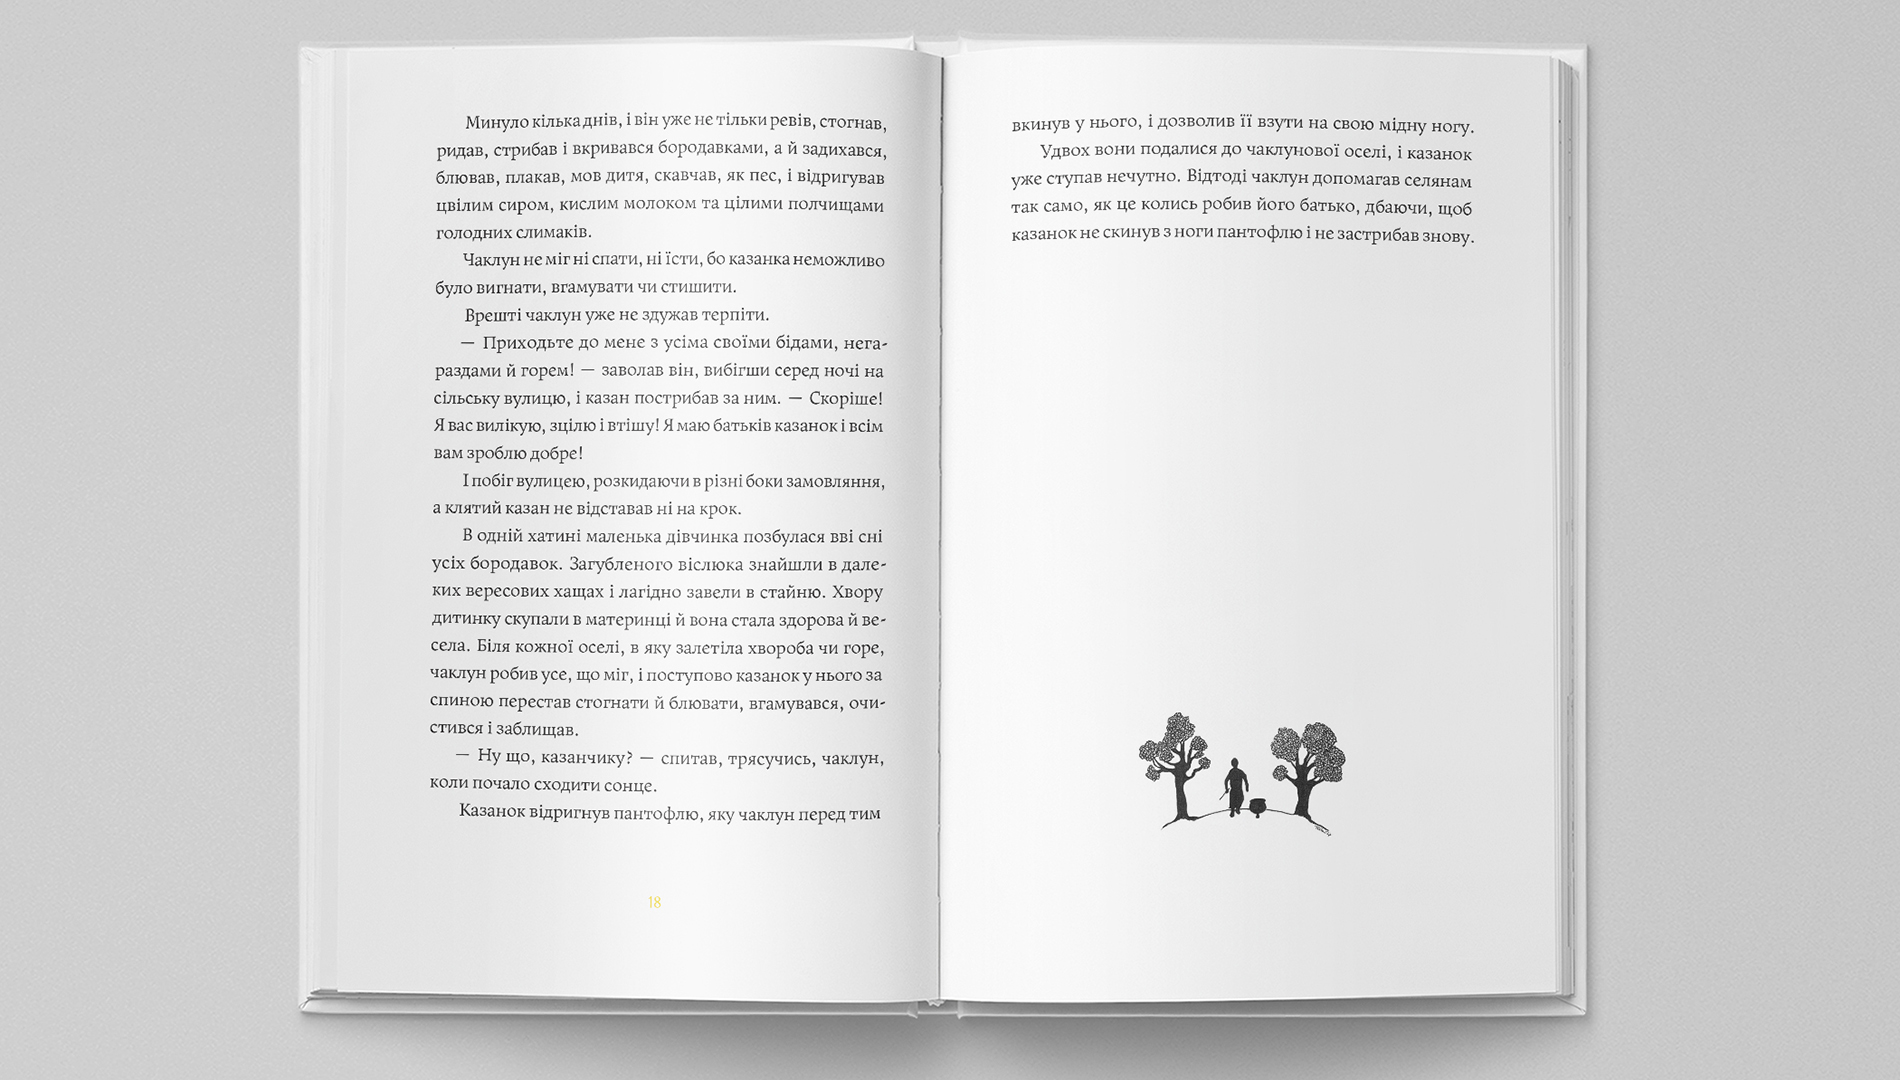 Минуло кілька днів, і він уже не тільки ревів, стогнав,
ридав, стрибав і вкривався бородавками, а й задихався,
блював, плакав, мов дитя, скавчав, як пес, і відригував
цвілим сиром, кислим молоком та цілими полчищами
голодних слимаків.
Чаклун не міг ні спати, ні їсти, бо казанка неможливо
було вигнати, вгамувати чи стишити.
Врешті чаклун уже не здужав терпіти.
— Приходьте до мене з усіма своїми бідами, нега-
раздами й горем! — заволав він, вибігши серед ночі на
сільську вулицю, і казан пострибав за ним. — Скоріше!
Я вас вилікую, зцілю і втішу! Я маю батьків казанок і всім
вам зроблю добре!
І побіг вулицею, розкидаючи в різні боки замовляння,
а клятий казан не відставав ні на крок.
В одній хатині маленька дівчинка позбулася вві сні
усіх бородавок. Загубленого віслюка знайшли в дале-
ких вересових хащах і лагідно завели в стайню. Хвору
дитинку скупали в материнці й вона стала здорова й ве-
села. Біля кожної оселі, в яку залетіла хвороба чи горе,
чаклун робив усе, що міг, і поступово казанок у нього за
спиною перестав стогнати й блювати, вгамувався, очи-
стився і заблищав.
— Ну що, казанчику? — спитав, трясучись, чаклун,
коли почало сходити сонце.
Казанок відригнув пантофлю, яку чаклун перед тим
18
вкинув у нього, і дозволив її взути на свою мідну ногу.
Удвох вони подалися до чаклунової оселі, і казанок
уже ступав нечутно. Відтоді чаклун допомагав селянам
так само, як це колись робив його батько, дбаючи, щоб
казанок не скинув з ноги пантофлю і не застрибав знову.